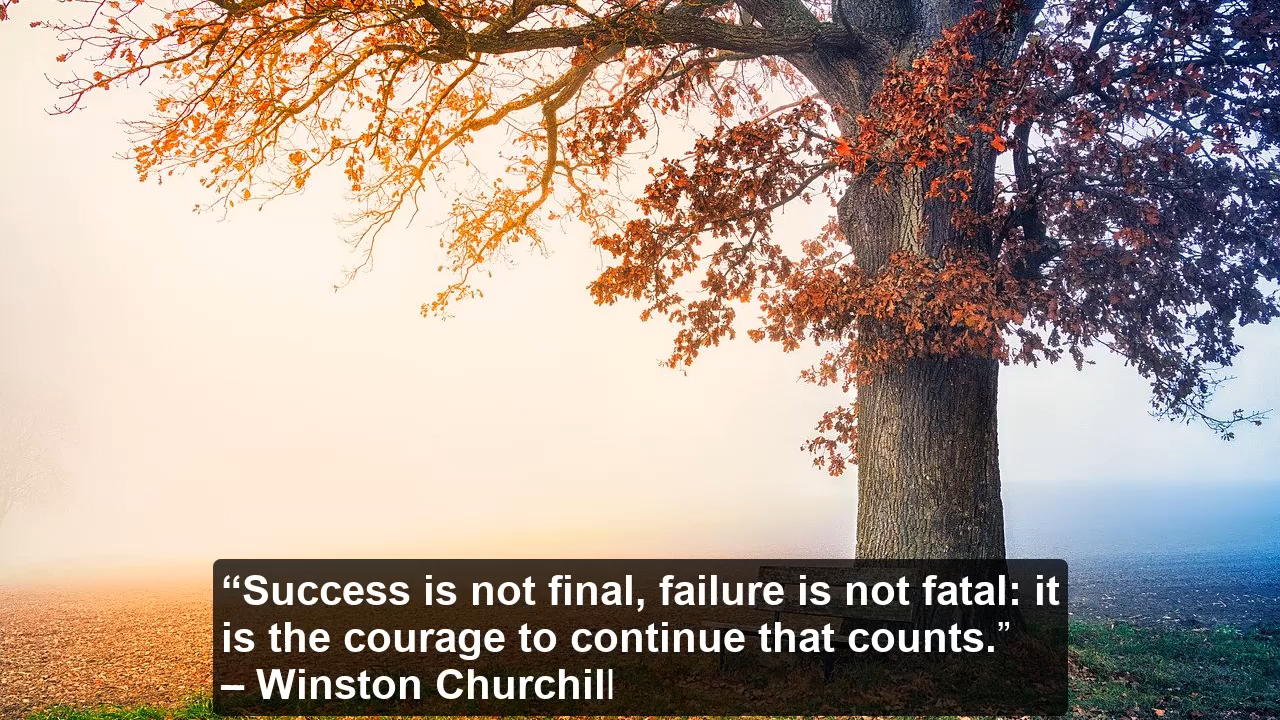 “Success is not final, failure is not fatal: it
is the courage to continue that counts.”
– Winston Churchill